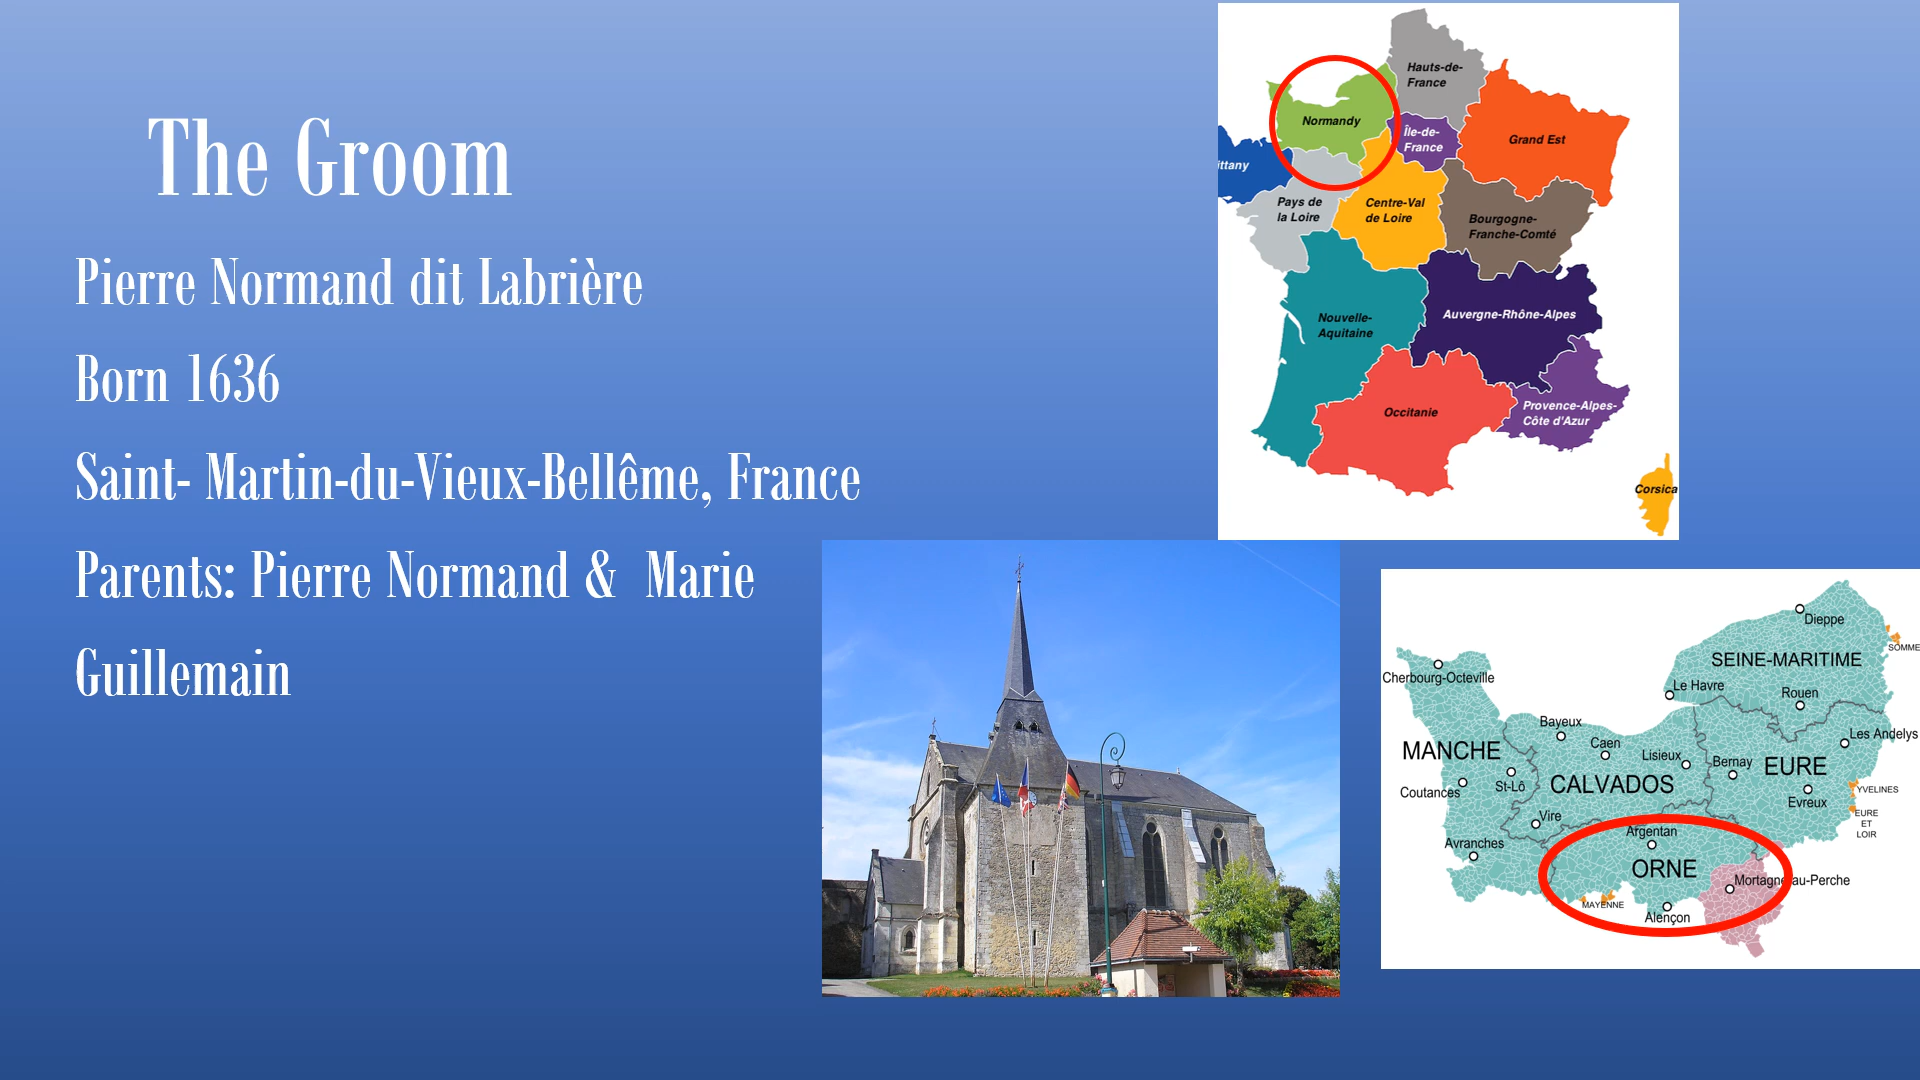 The Groom
Pierre Normand dit Labrière
Born 1636
Saint- Martin-du-Vieux-Bellême, France
Parents: Pierre Normand &  Marie
Guillemain
Hauts-de-
France
Normandy
Île-de-
France
Grand Est
ittany
Pays de
la Loire
Centre-Val
de Loire
Bourgogne-
Franche-Comté
Nouvelle-
Aquitaine
Auvergne-Rhône-Alpes
Occitanie
Provence-Alpes-
Côte d'Azur
Corsica
Dieppe
SOMME
SEINE-MARITIME
Cherbourg-Octeville
Le Havre
Rouen
Bayeux
Les Andelys
Caen
MANCHE
Lisieux
Bernay
EURE
St-Lô
CALVADOS
Coutances
YVELINES
Evreux
EURE
ET
LOIR
Vire
Argentan
Avranches
ORNE
Mortagne-au-Perche
MAYENNE
Alençon